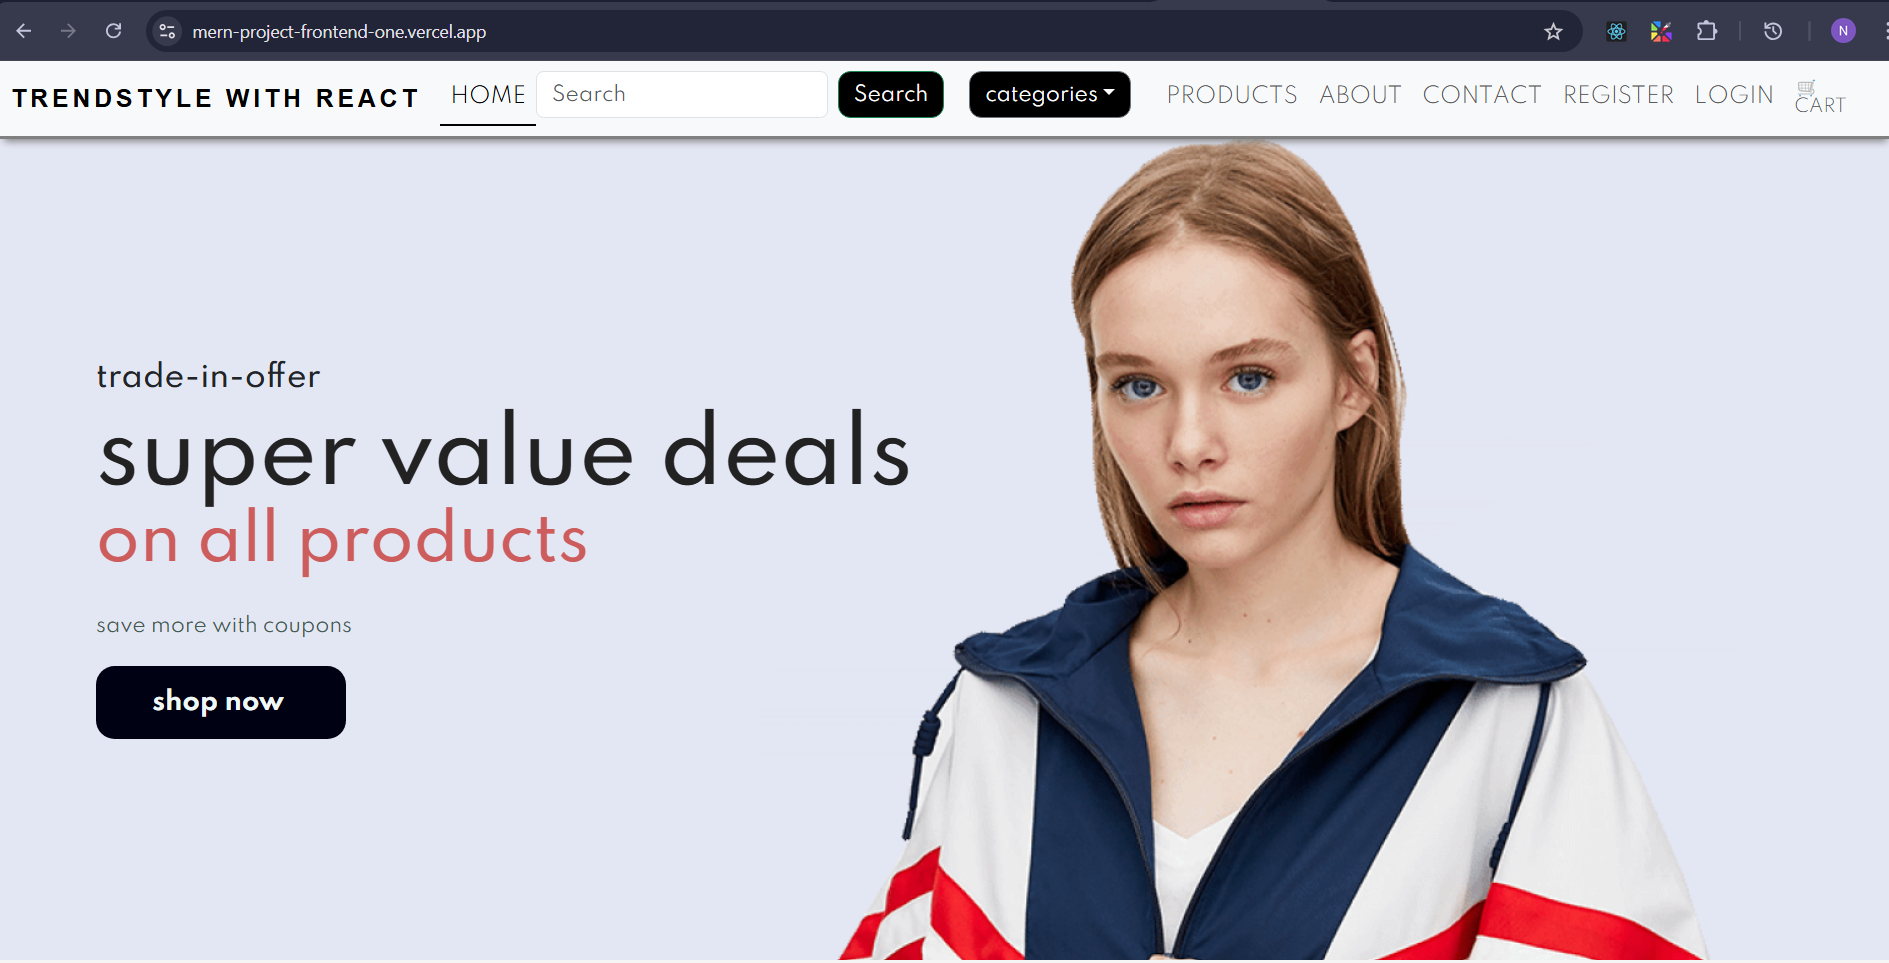 mern-project-frontend-one.vercel.app
N
TRENDSTYLE WITH REACT HOME Search Search categories PRODUCTS ABOUT CONTACT REGISTER LOGIN CART
trade-in-offer
super value deals
on all products
save more with coupons
shop now